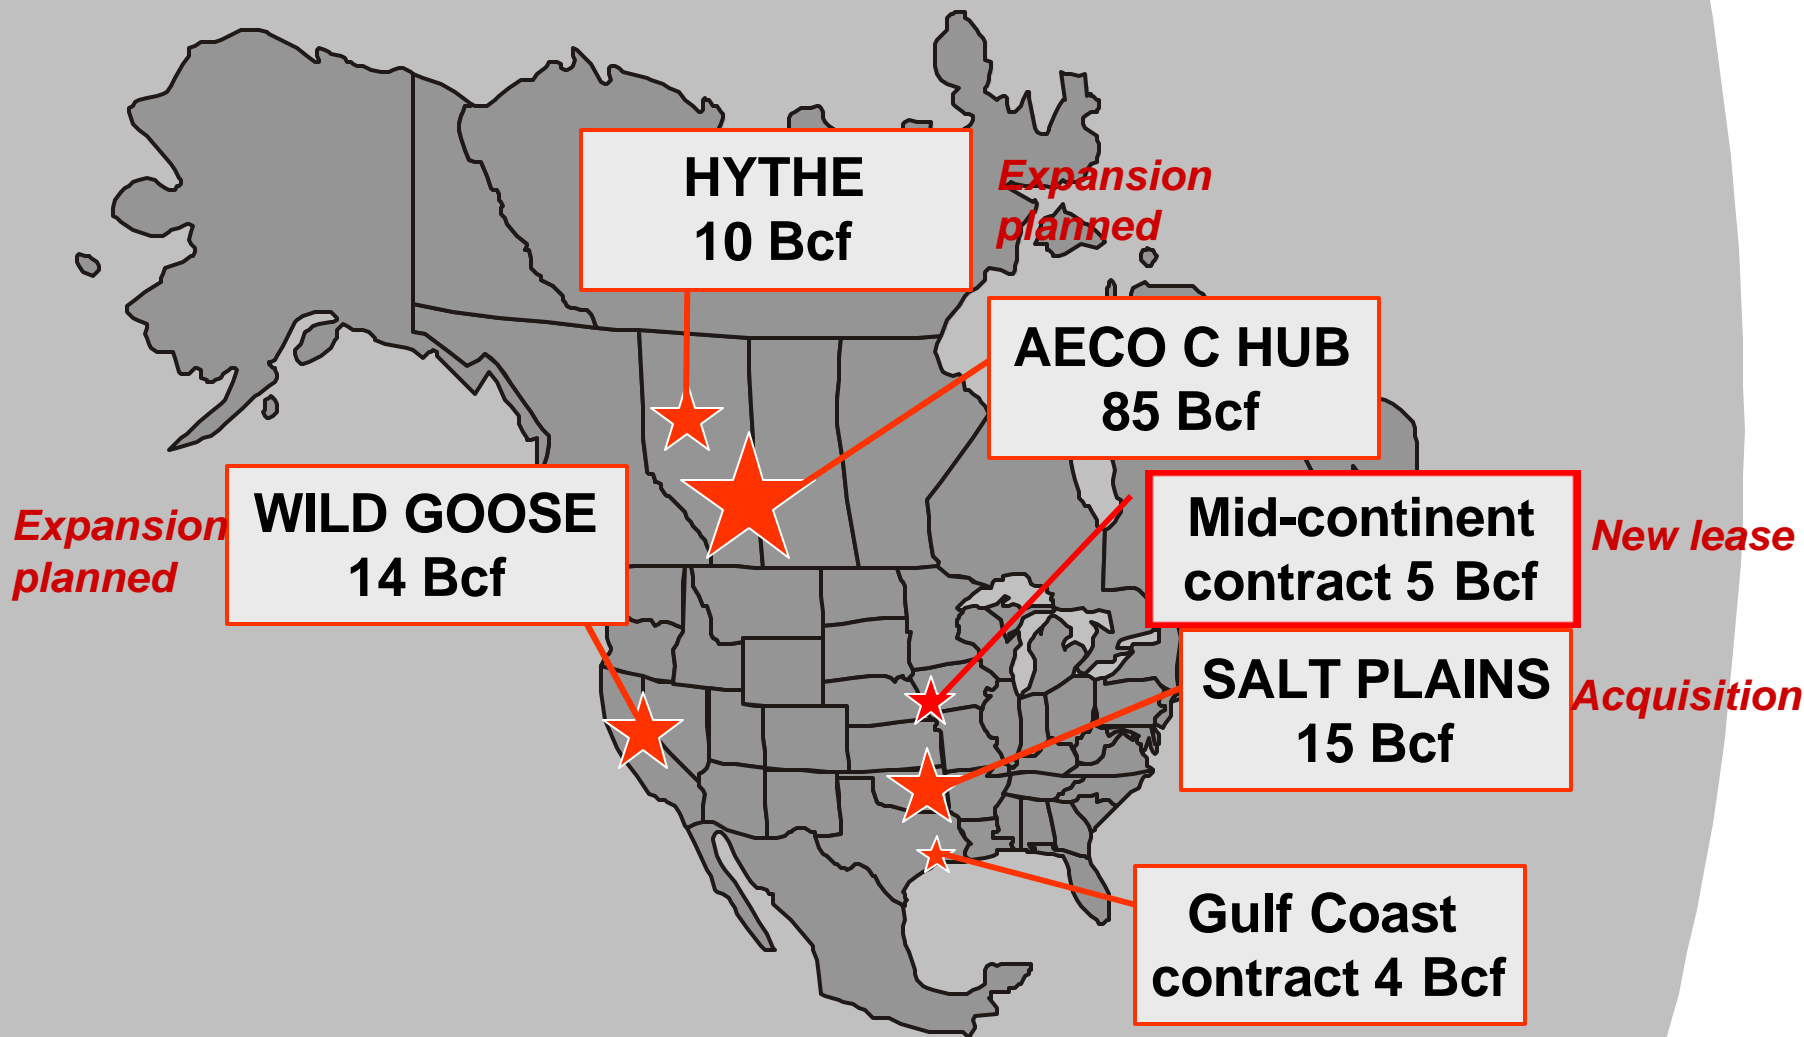 HYTHE
10 Bcf
Expansion
planned
AECO C HUB
85 Bcf
WILD GOOSE
14 Bcf
Expansion
planned
Mid-continent
contract 5 Bcf
New lease
SALT PLAINS
15 Bcf
Acquisition
Gulf Coast
contract 4 Bcf